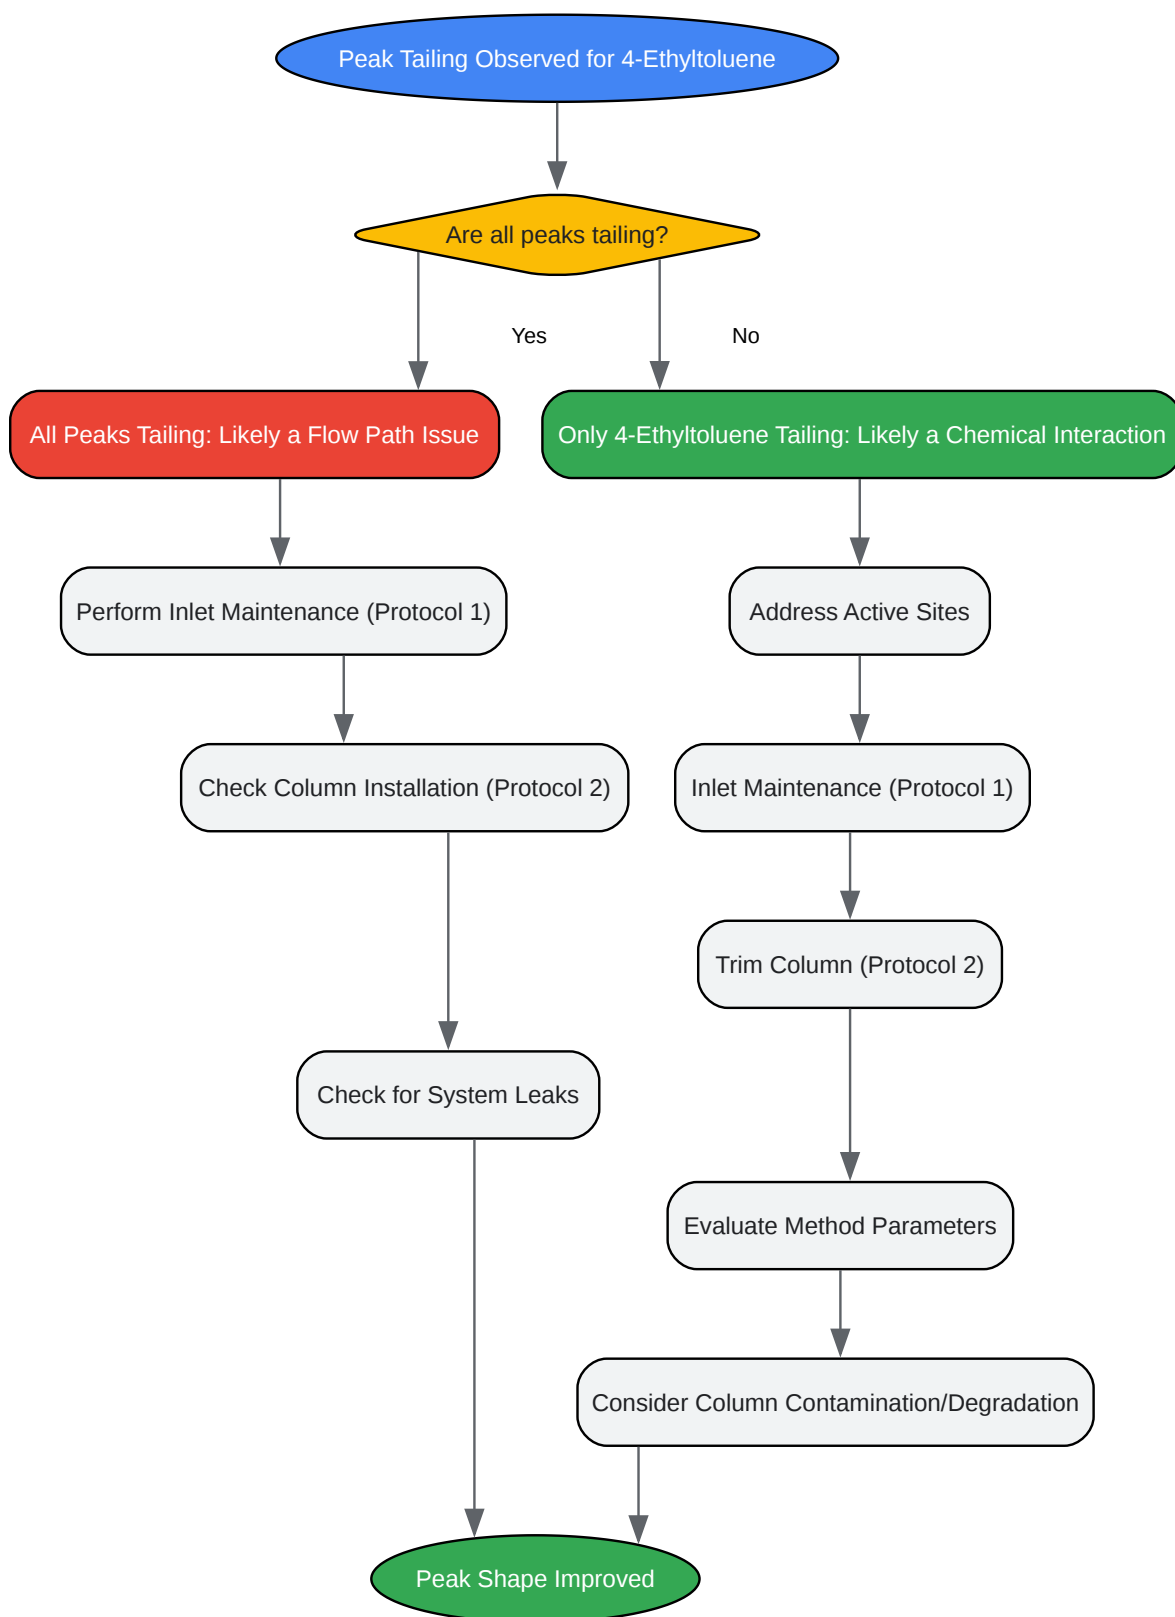 Peak Tailing Observed for 4-Ethyltoluene
Are all peaks tailing?
Yes
No
All Peaks Tailing: Likely a Flow Path Issue
Only 4-Ethyltoluene Tailing: Likely a Chemical Interaction
Perform Inlet Maintenance (Protocol 1)
Address Active Sites
Check Column Installation (Protocol 2)
Inlet Maintenance (Protocol 1)
Trim Column (Protocol 2)
Check for System Leaks
Evaluate Method Parameters
Consider Column Contamination/Degradation
Peak Shape Improved